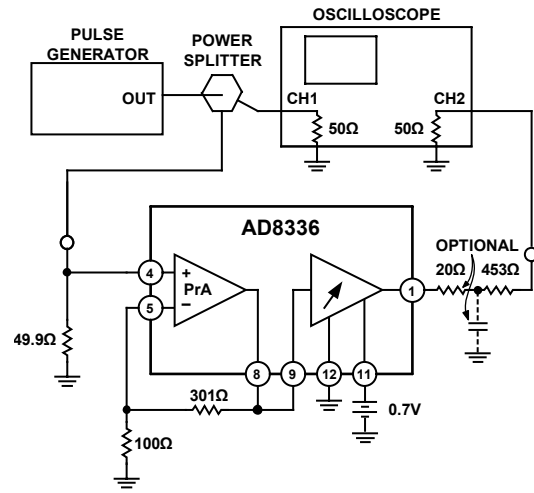 OSCILLOSCOPE
PULSE
GENERATOR
POWER
SPLITTER
OUT
CH1
CH2
50Ω
50Ω
AD8336
OPTIONAL
4
+
PrA
5
−
1
20Ω
453Ω
49.9Ω
8
9
12
11
301Ω
0.7V
100Ω